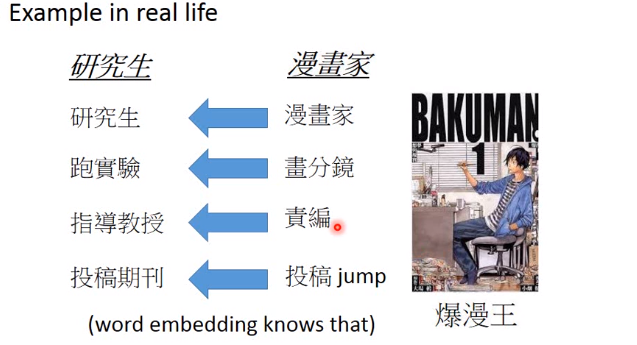 Example in real life
研究生 漫畫家
研究生 漫畫家
跑實驗 畫分鏡
指導教授 責編
投稿期刊 投稿 jump
(word embedding knows that)
BAKUMAN
1
爆漫王